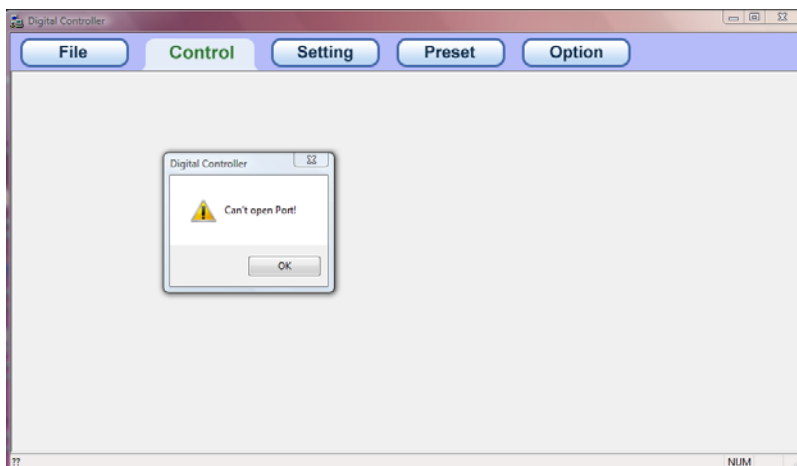 Digital Controller
File Control Setting Preset Option
Digital Controller
Can't open Port!
OK
?? NUM